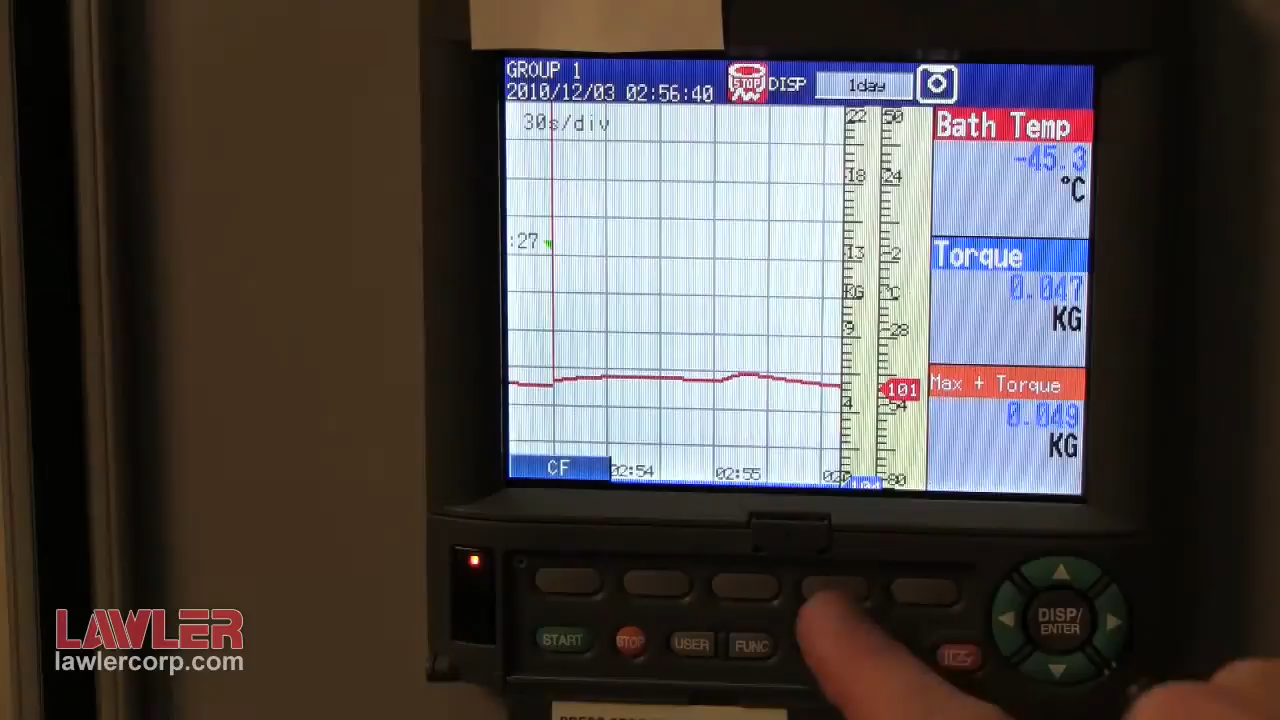 GROUP 1
2010/12/03 02:56:40
STOP
DISP
1day
30s/div
22 50
18 24
13 -2
KG °C
9 -28
4 -54
-80
:27
101
CF
02:54
02:55
Bath Temp
-45.3
°C
Torque
0.047
KG
Max + Torque
0.049
KG
START
STOP
USER
FUNC
DISP/
ENTER
LAWLER
lawlercorp.com